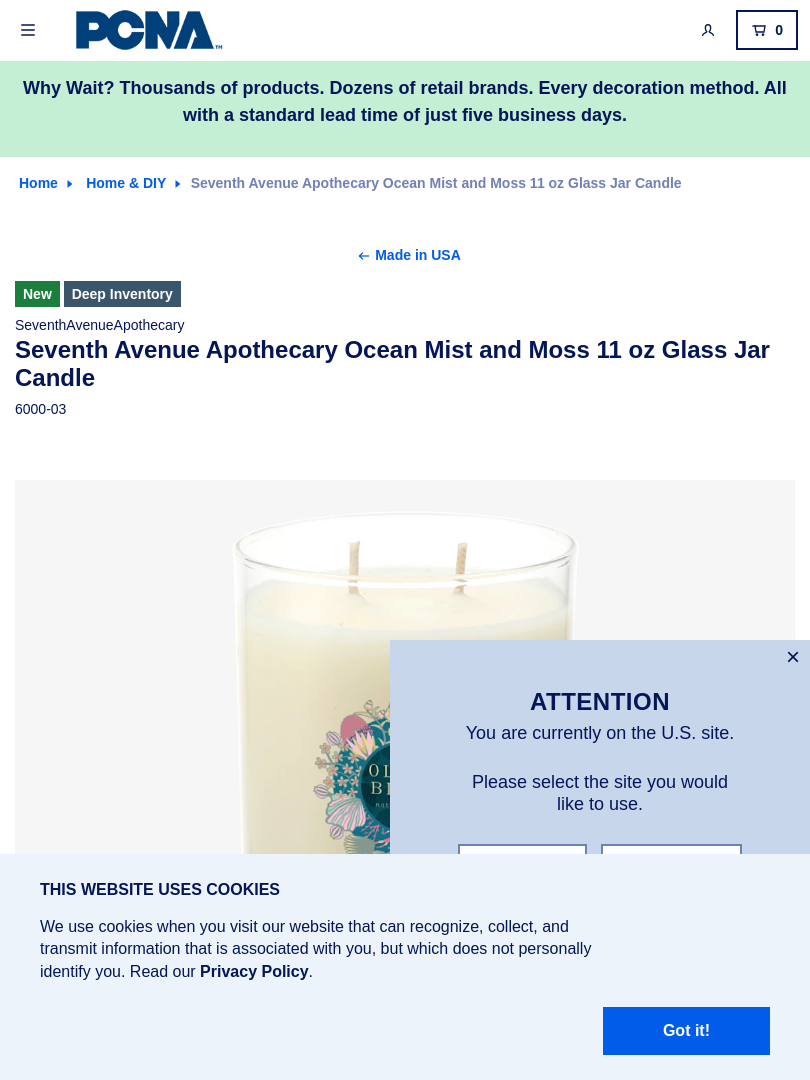 PCNA™
0
Why Wait? Thousands of products. Dozens of retail brands. Every decoration method. All
with a standard lead time of just five business days.
Home Home & DIY Seventh Avenue Apothecary Ocean Mist and Moss 11 oz Glass Jar Candle
Made in USA
New Deep Inventory
SeventhAvenueApothecary
Seventh Avenue Apothecary Ocean Mist and Moss 11 oz Glass Jar
Candle
6000-03
ATTENTION
You are currently on the U.S. site.
Please select the site you would
like to use.
THIS WEBSITE USES COOKIES
We use cookies when you visit our website that can recognize, collect, and
transmit information that is associated with you, but which does not personally
identify you. Read our Privacy Policy.
Got it!